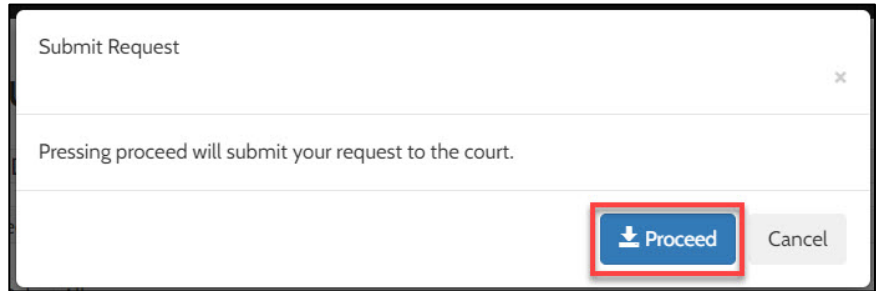 Submit Request
×
Pressing proceed will submit your request to the court.
Proceed Cancel